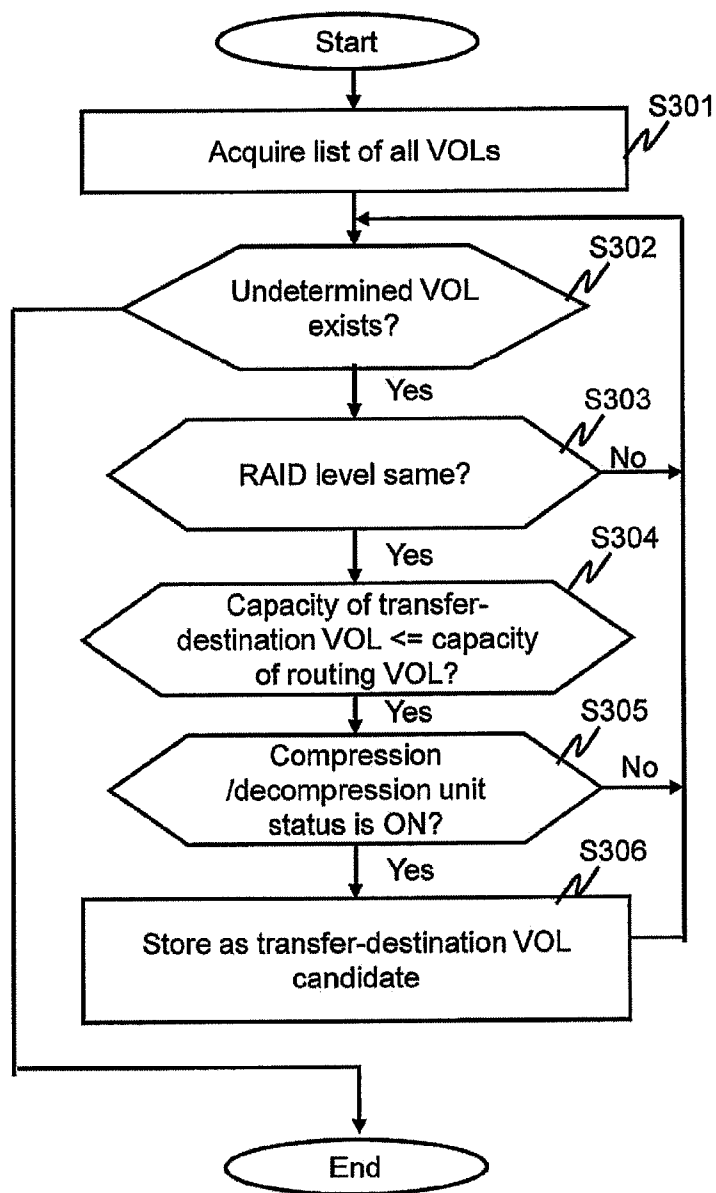 Start
S301
Acquire list of all VOLs
S302
Undetermined VOL
exists?
Yes
S303
RAID level same?
No
Yes
S304
Capacity of transfer-
destination VOL <= capacity
of routing VOL?
Yes
S305
Compression
/decompression unit
status is ON?
No
Yes
S306
Store as transfer-destination VOL
candidate
End